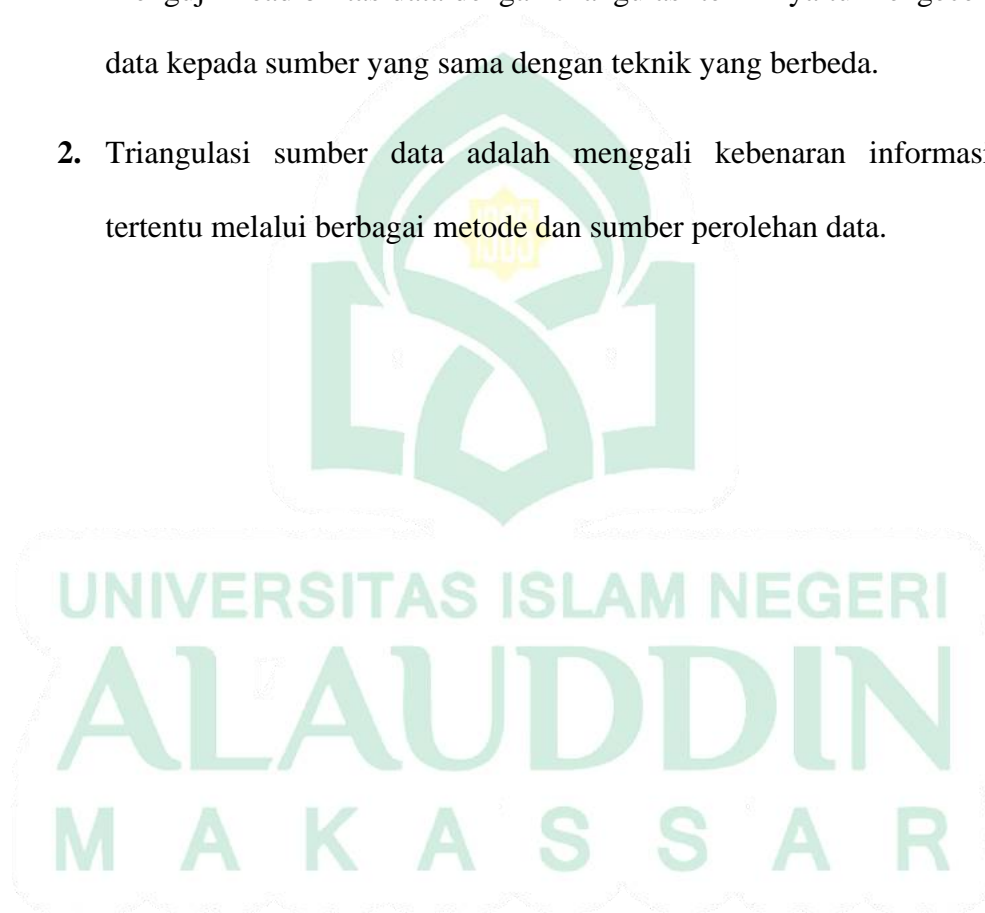 data kepada sumber yang sama dengan teknik yang berbeda.
2. Triangulasi sumber data adalah menggali kebenaran informasi
tertentu melalui berbagai metode dan sumber perolehan data.
UNIVERSITAS ISLAM NEGERI
ALAUDDIN
MAKASSAR